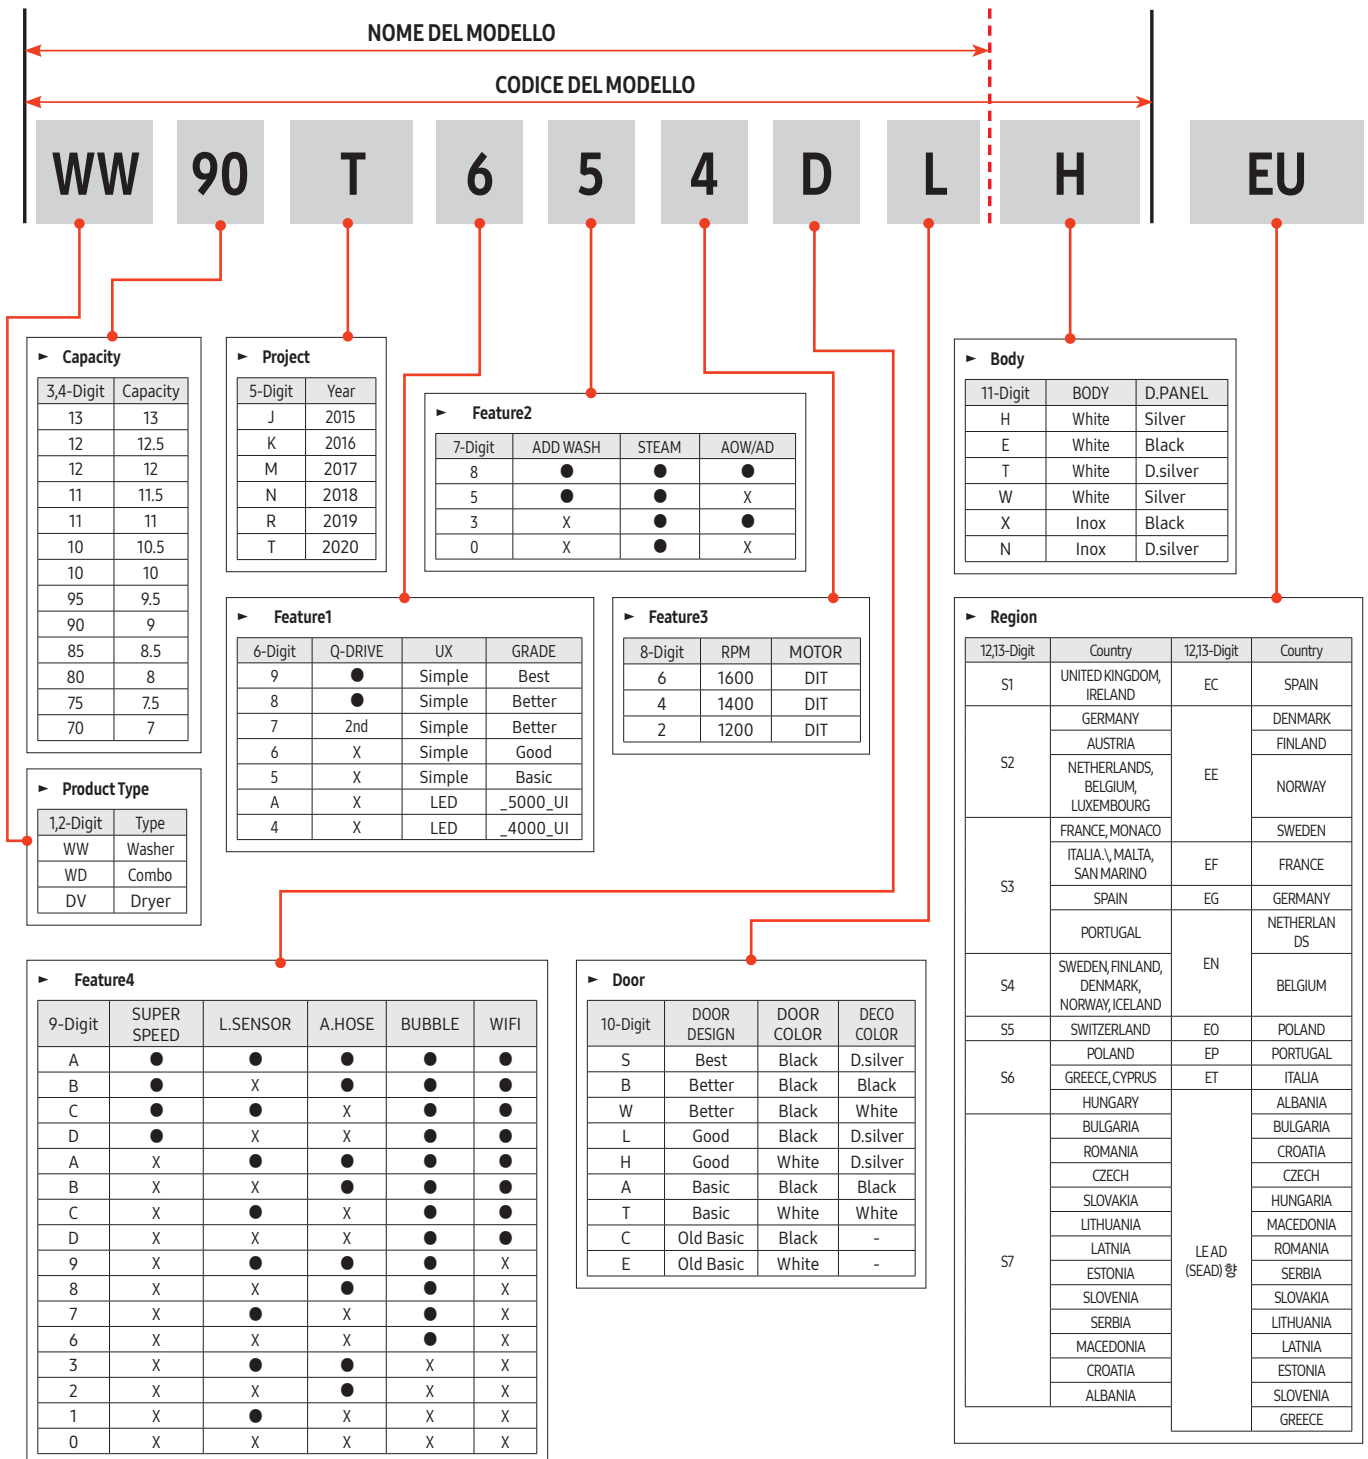 NOME DEL MODELLO
CODICE DEL MODELLO
WW 90 T 6 5 4 D L H EU
► Capacity
3,4-Digit Capacity
13 13
12 12.5
12 12
11 11.5
11 11
10 10.5
10 10
95 9.5
90 9
85 8.5
80 8
75 7.5
70 7
► Product Type
1,2-Digit Type
WW Washer
WD Combo
DV Dryer
► Project
5-Digit Year
J 2015
K 2016
M 2017
N 2018
R 2019
T 2020
► Feature1
6-Digit Q-DRIVE UX GRADE
9 ● Simple Best
8 ● Simple Better
7 2nd Simple Better
6 X Simple Good
5 X Simple Basic
A X LED _5000_UI
4 X LED _4000_UI
► Feature2
7-Digit ADD WASH STEAM AOW/AD
8 ● ● ●
5 ● ● X
3 X ● ●
0 X ● X
► Feature3
8-Digit RPM MOTOR
6 1600 DIT
4 1400 DIT
2 1200 DIT
► Body
11-Digit BODY D.PANEL
H White Silver
E White Black
T White D.silver
W White Silver
X Inox Black
N Inox D.silver
► Feature4
9-Digit SUPER SPEED L.SENSOR A.HOSE BUBBLE WIFI
A ● ● ● ● ●
B ● X ● ● ●
C ● ● X ● ●
D ● X X ● ●
A X ● ● ● ●
B X X ● ● ●
C X ● X ● ●
D X X X ● ●
9 X ● ● ● X
8 X X ● ● X
7 X ● X ● X
6 X X X ● X
3 X ● ● X X
2 X X ● X X
1 X ● X X X
0 X X X X X
► Door
10-Digit DOOR DESIGN DOOR COLOR DECO COLOR
S Best Black D.silver
B Better Black Black
W Better Black White
L Good Black D.silver
H Good White D.silver
A Basic Black Black
T Basic White White
C Old Basic Black -
E Old Basic White -
► Region
12,13-Digit Country 12,13-Digit Country
S1
UNITED KINGDOM,
IRELAND
EC SPAIN
S2
GERMANY
AUSTRIA
NETHERLANDS,
BELGIUM,
LUXEMBOURG
EE
DENMARK
FINLAND
NORWAY
SWEDEN
S3
FRANCE, MONACO
ITALIA.\, MALTA,
SAN MARINO
SPAIN
PORTUGAL
EF FRANCE
EG GERMANY
EN
NETHERLAN
DS
BELGIUM
S4
SWEDEN, FINLAND,
DENMARK,
NORWAY, ICELAND
S5 SWITZERLAND EO POLAND
S6
POLAND
GREECE, CYPRUS
HUNGARY
EP PORTUGAL
ET ITALIA
S7
BULGARIA
ROMANIA
CZECH
SLOVAKIA
LITHUANIA
LATNIA
ESTONIA
SLOVENIA
SERBIA
MACEDONIA
CROATIA
ALBANIA
LEAD
(SEAD)향
ALBANIA
BULGARIA
CROATIA
CZECH
HUNGARIA
MACEDONIA
ROMANIA
SERBIA
SLOVAKIA
LITHUANIA
LATNIA
ESTONIA
SLOVENIA
GREECE